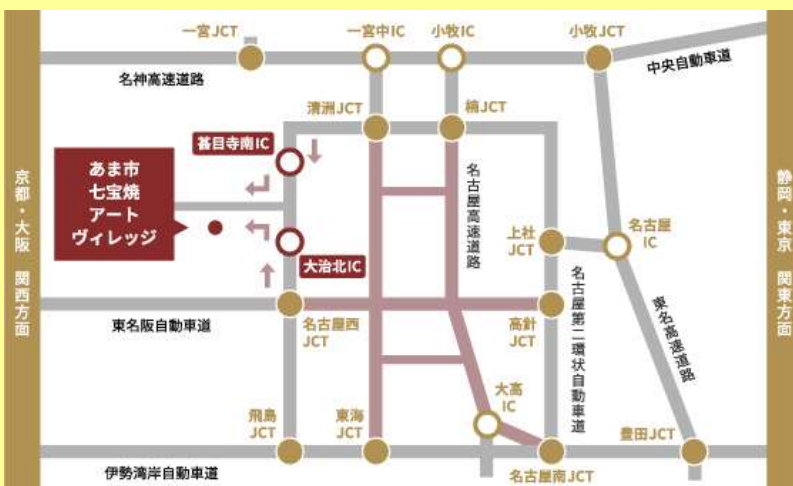 一宮JCT
一宮中IC
小牧IC
小牧JCT
名神高速道路
中央自動車道
清洲JCT
楠JCT
甚目寺南IC
あま市
七宝焼
アート
ヴィレッジ
京都・大阪 関西方面
静岡・東京 関東方面
名古屋高速道路
上社
JCT
名古屋
IC
大治北IC
東名阪自動車道
名古屋西
JCT
高針
JCT
名古屋第二環状自動車道
東名高速道路
大高
IC
飛島
JCT
東海
JCT
豊田JCT
伊勢湾岸自動車道
名古屋南JCT